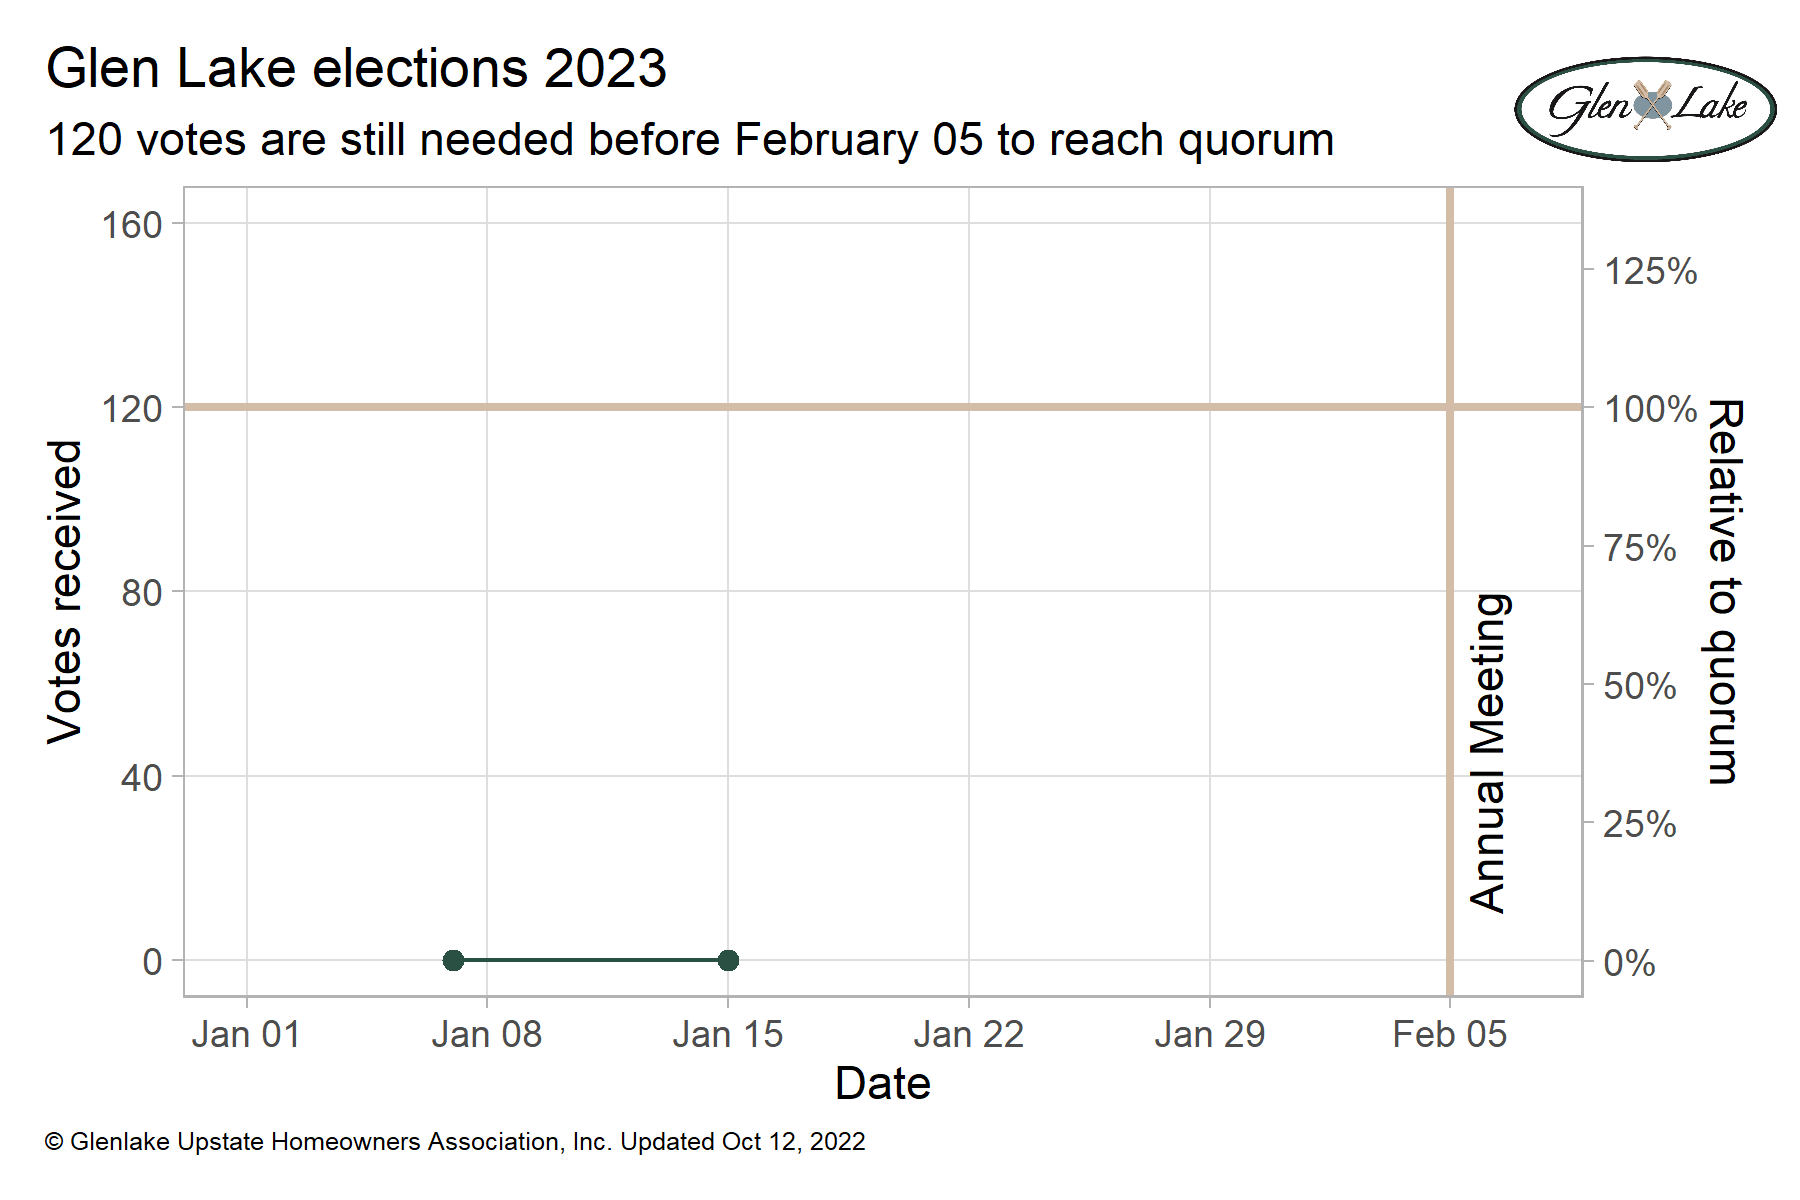 Glen Lake elections 2023
120 votes are still needed before February 05 to reach quorum
Glen Lake
160
120
80
40
0
Votes received
125%
100%
75%
50%
25%
0%
Relative to quorum
Annual Meeting
Jan 01 Jan 08 Jan 15 Jan 22 Jan 29 Feb 05
Date
© Glenlake Upstate Homeowners Association, Inc. Updated Oct 12, 2022